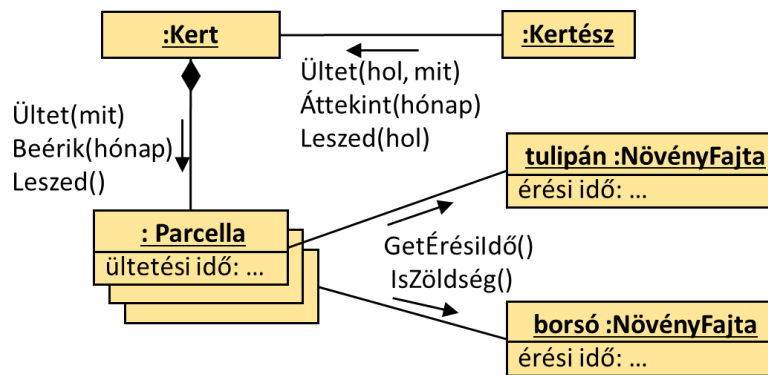 :Kert
:Kertész
Ültet(hol, mit)
Áttekint(hónap)
Leszed(hol)
Ültet(mit)
Beérik(hónap)
Leszed()
tulipán :NövényFajta
érési idő: ...
: Parcella
ültetési idő: ...
GetÉrésiIdő()
IsZöldség()
borsó :NövényFajta
érési idő: ...